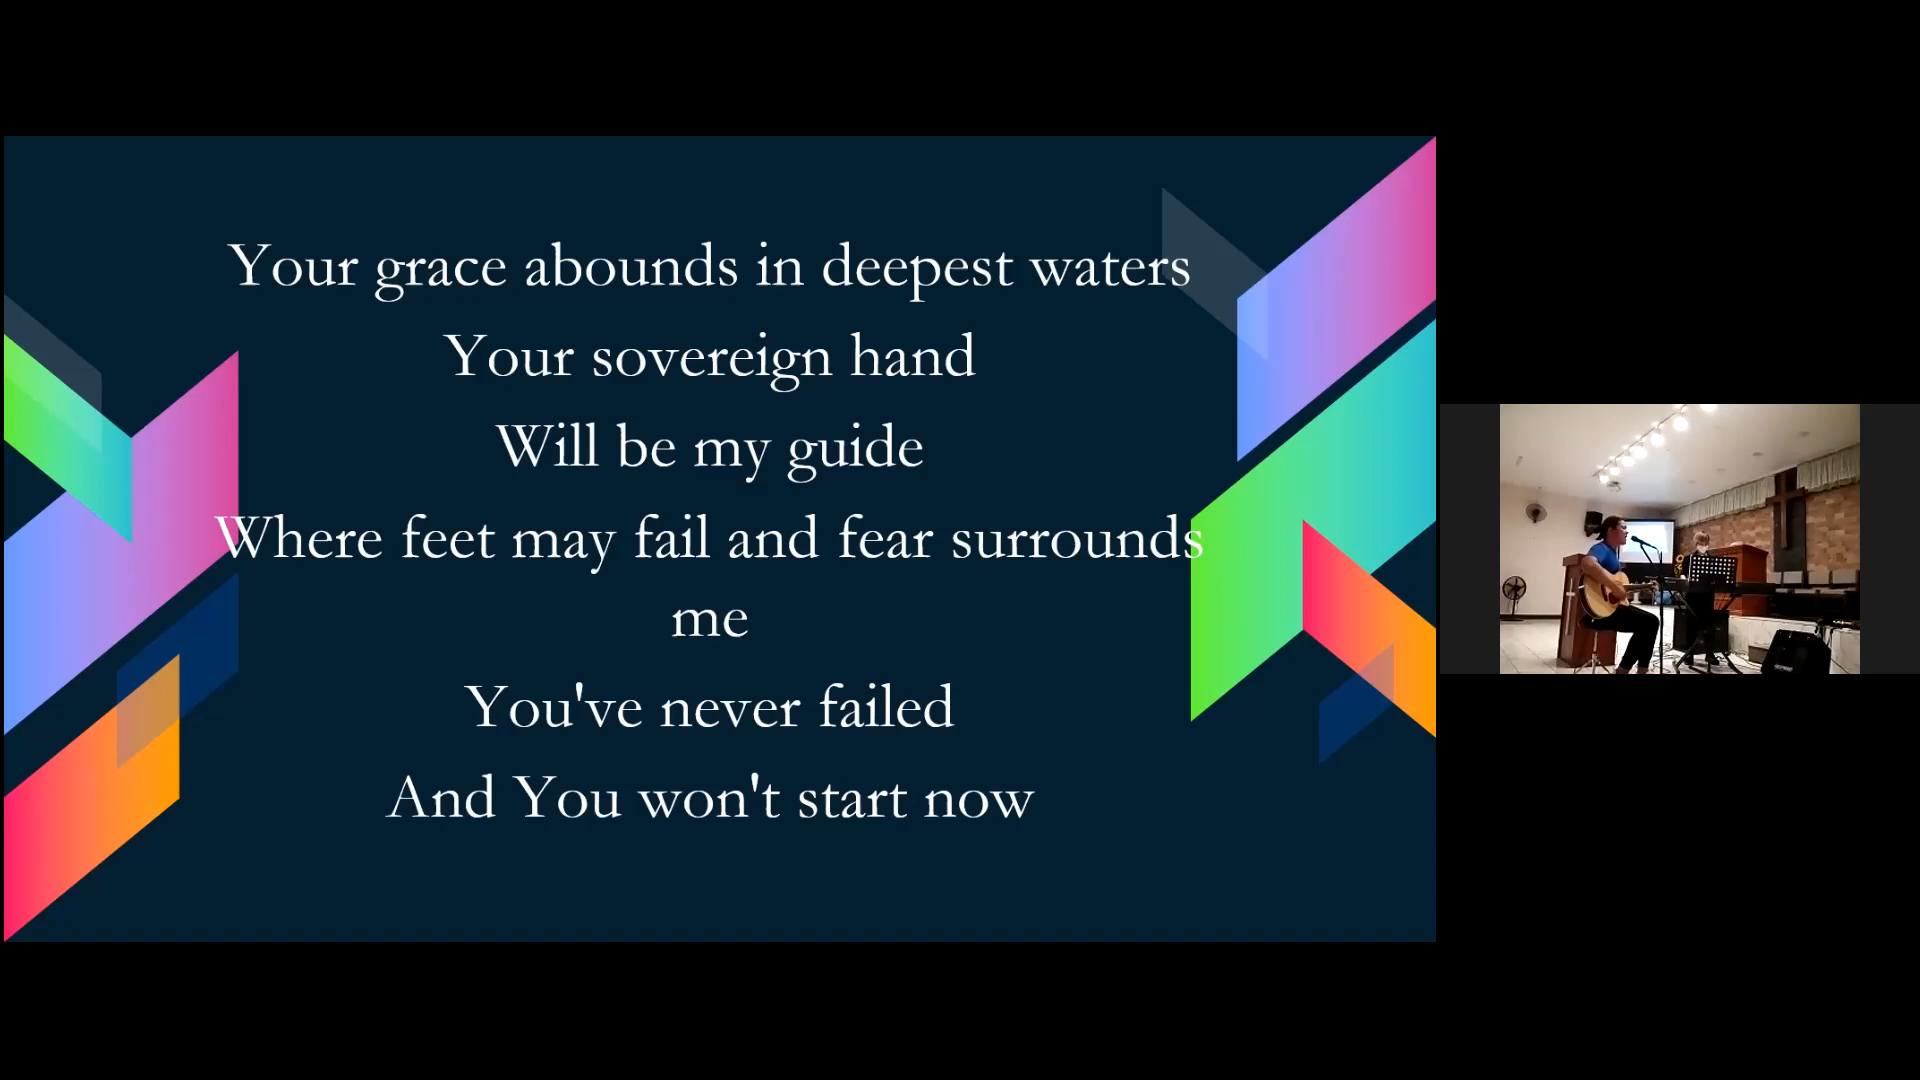 Your grace abounds in deepest waters
Your sovereign hand
Will be my guide
Where feet may fail and fear surrounds
me
You've never failed
And You won't start now